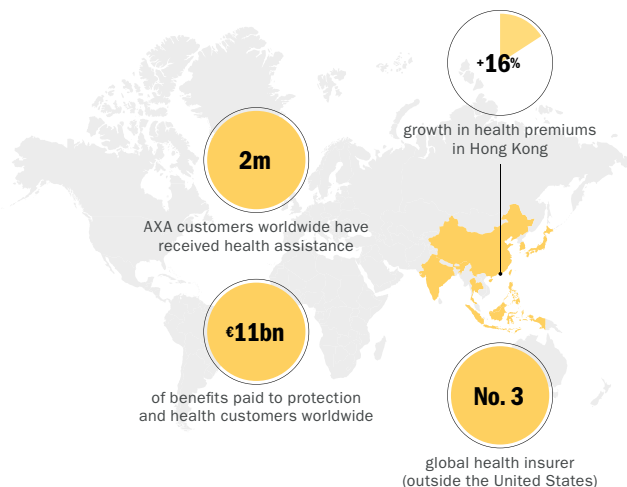 +16%
growth in health premiums
in Hong Kong
2m
AXA customers worldwide have
received health assistance
€11bn
of benefits paid to protection
and health customers worldwide
No. 3
global health insurer
(outside the United States)